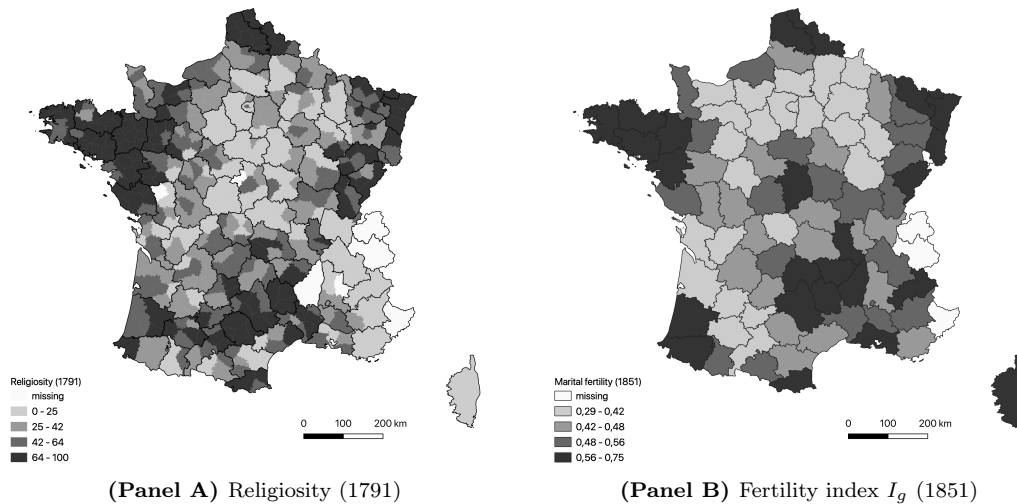 Religiosity (1791)
missing
0 - 25
25 - 42
42 - 64
64 - 100
0 100 200 km
Marital fertility (1851)
missing
0,29 - 0,42
0,42 - 0,48
0,48 - 0,56
0,56 - 0,75
0 100 200 km
(Panel A) Religiosity (1791)
(Panel B) Fertility index I_g (1851)